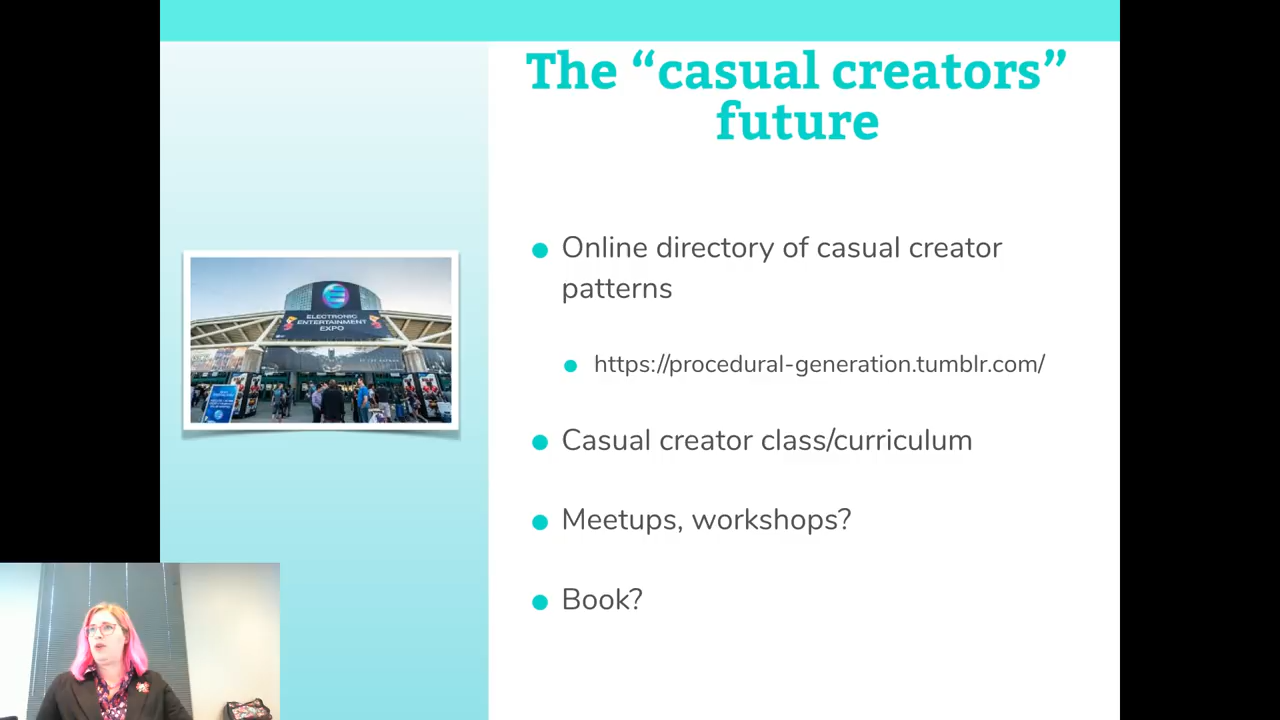 The “casual creators”
future
Online directory of casual creator
patterns
https://procedural-generation.tumblr.com/
Casual creator class/curriculum
Meetups, workshops?
Book?
ELECTRONIC
ENTERTAINMENT
EXPO